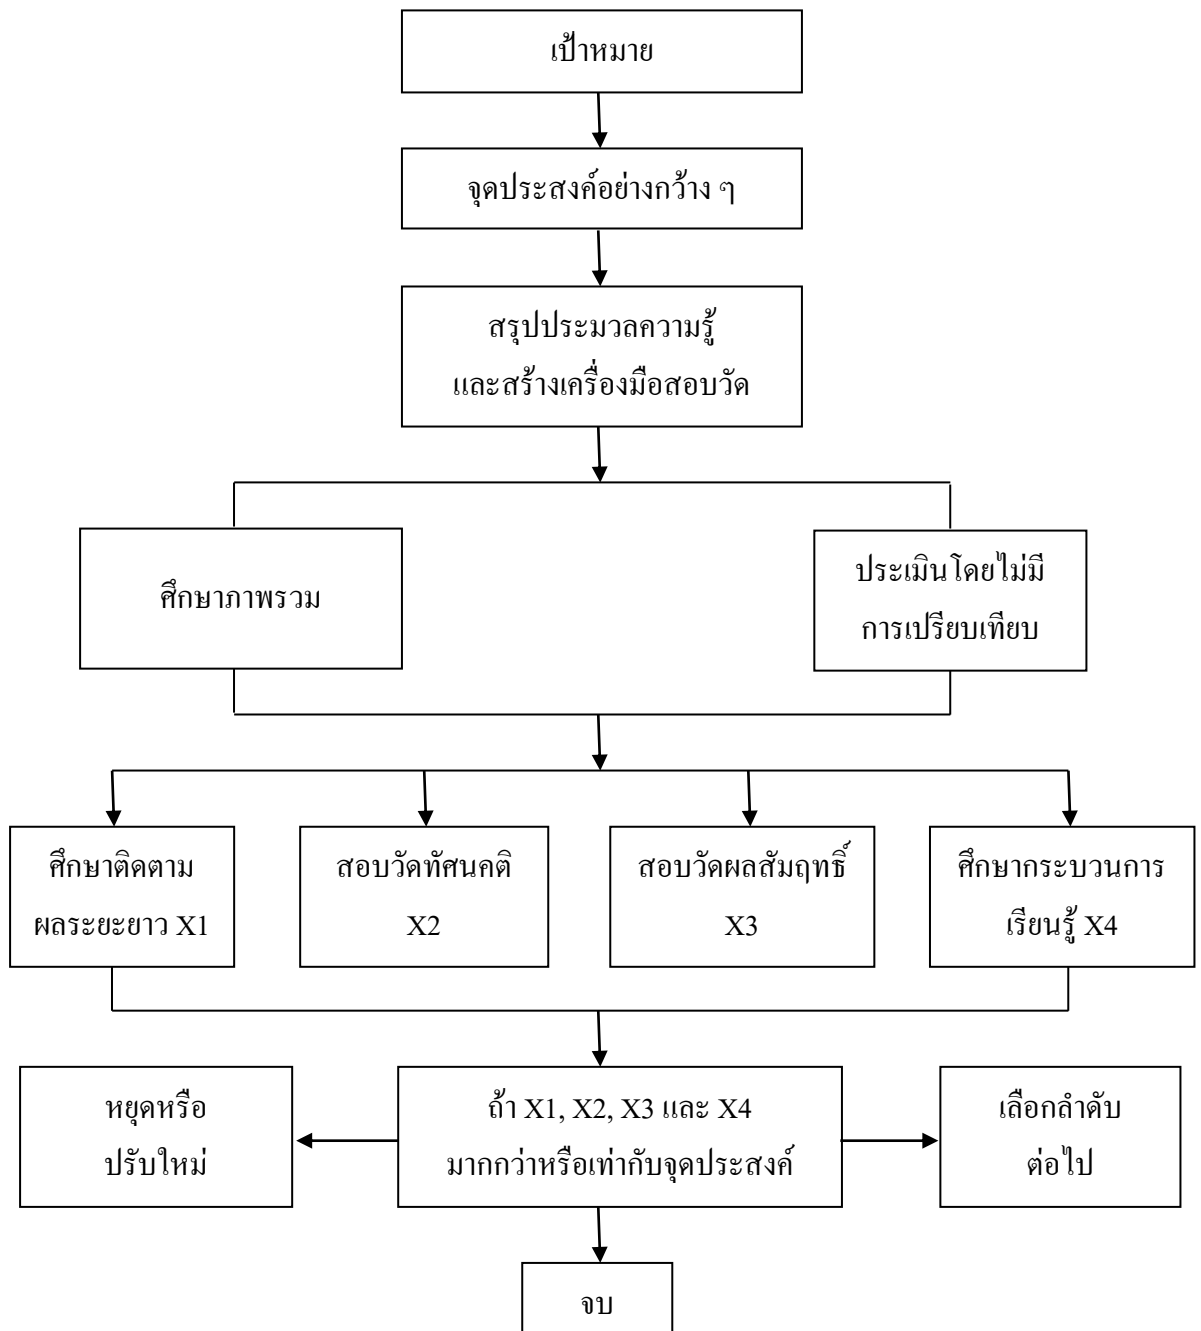 เป้าหมาย
จุดประสงค์อย่างกว้าง ๆ
สรุปประมวลความรู้
และสร้างเครื่องมือสอบวัด
ศึกษาภาพรวม
ประเมินโดยไม่มี
การเปรียบเทียบ
ศึกษาติดตาม
ผลระยะยาว X1
สอบวัดทัศนคติ
X2
สอบวัดผลสัมฤทธิ์
X3
ศึกษากระบวนการ
เรียนรู้ X4
หยุดหรือ
ปรับใหม่
ถ้า X1, X2, X3 และ X4
มากกว่าหรือเท่ากับจุดประสงค์
เลือกลำดับ
ต่อไป
จบ